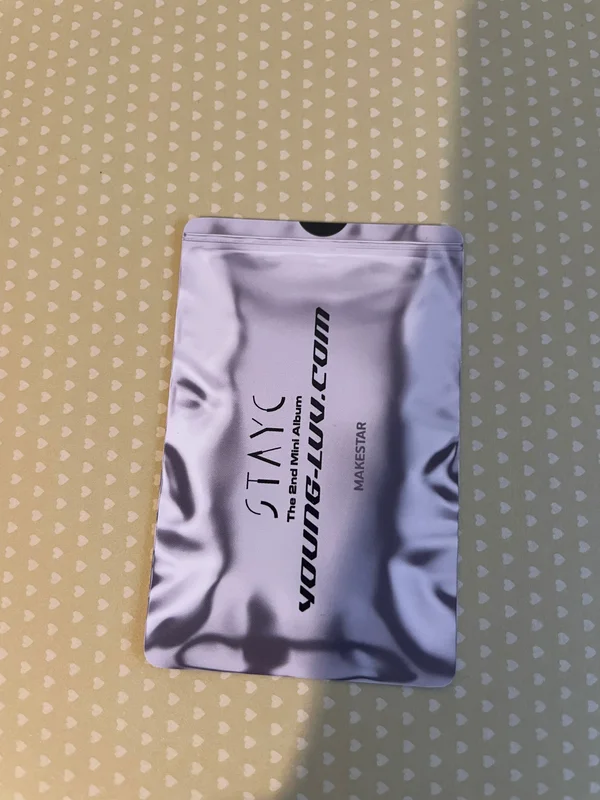 STAYC
The 2nd Mini Album
YOUNG-LUV.COM
MAKESTAR